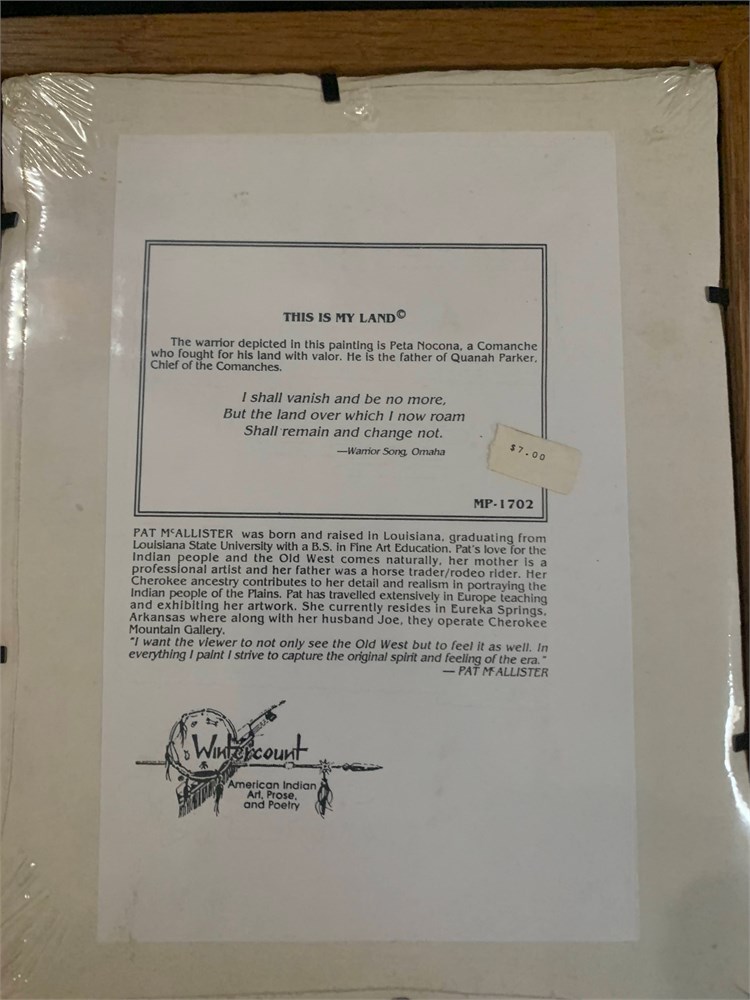 THIS IS MY LAND©
The warrior depicted in this painting is Peta Nocona, a Comanche
who fought for his land with valor. He is the father of Quanah Parker,
Chief of the Comanches.
I shall vanish and be no more,
But the land over which I now roam
Shall remain and change not.
—Warrior Song, Omaha
$7.00
MP-1702
PAT McALLISTER was born and raised in Louisiana, graduating from
Louisiana State University with a B.S. in Fine Art Education. Pat's love for the
Indian people and the Old West comes naturally, her mother is a
professional artist and her father was a horse trader/rodeo rider. Her
Cherokee ancestry contributes to her detail and realism in portraying the
Indian people of the Plains. Pat has travelled extensively in Europe teaching
and exhibiting her artwork. She currently resides in Eureka Springs,
Arkansas where along with her husband Joe, they operate Cherokee
Mountain Gallery.
"I want the viewer to not only see the Old West but to feel it as well. In
everything I paint I strive to capture the original spirit and feeling of the era."
— PAT McALLISTER
Wintercount
American Indian
Art, Prose,
and Poetry